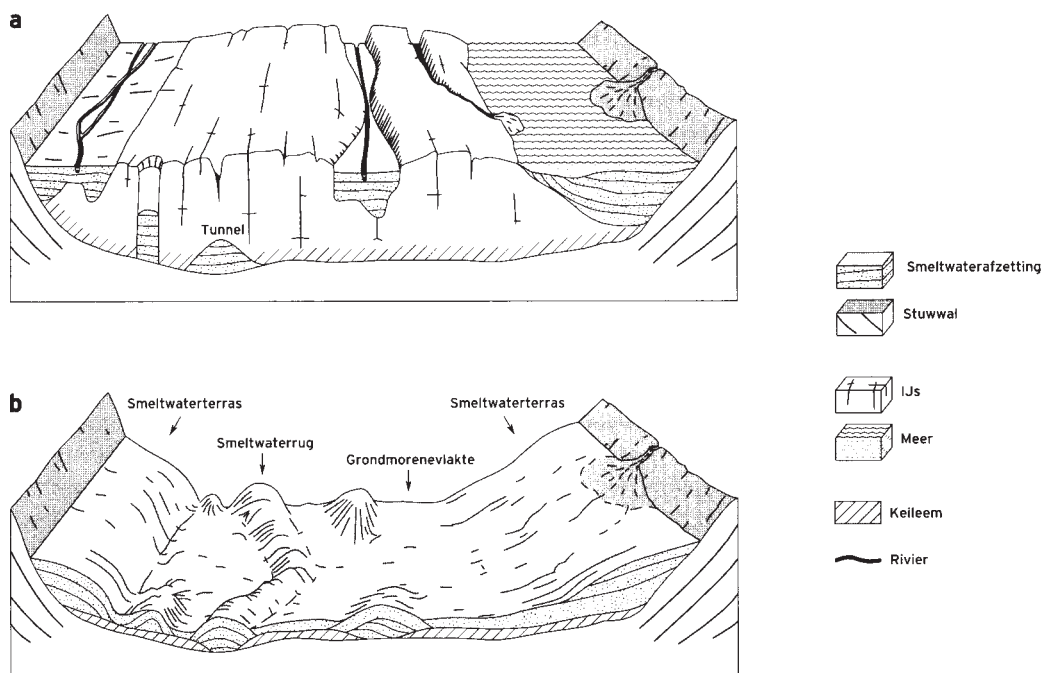 a
Tunnel
Smeltwaterafzetting
Stuwwal
IJs
Meer
Keileem
Rivier
b
Smeltwaterterras
Smeltwaterrug
Grondmorenevlakte
Smeltwaterterras